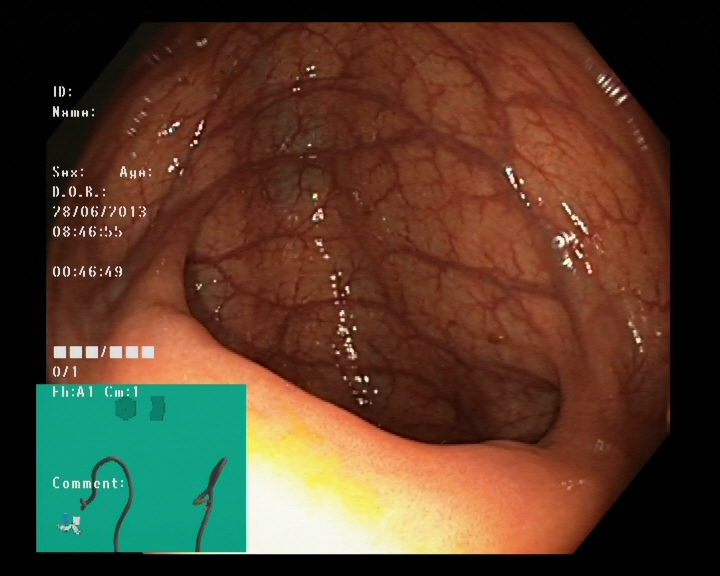 ID:
Name:
Sex: Age:
D.O.B.:
28/06/2013
08:46:55
00:46:49
■■■/■■■
0/1
Eh:A1 Cm:1
Comment: